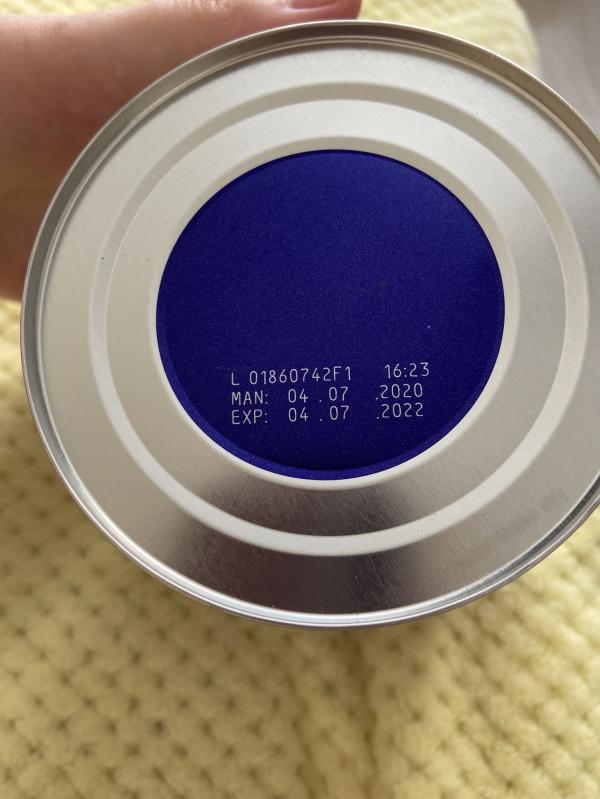 L 01860742F1 16:23
MAN: 04 . 07 .2020
EXP: 04 . 07 .2022